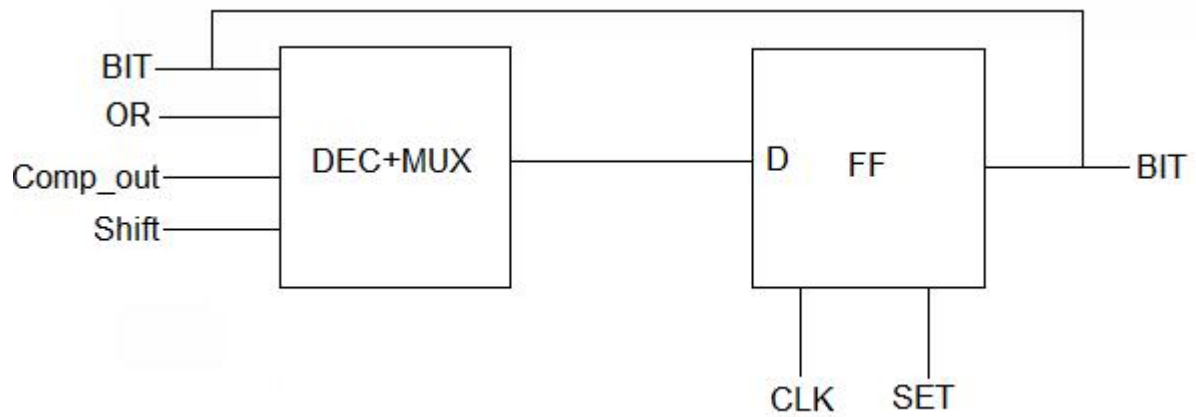 BIT
OR
Comp_out
Shift
DEC+MUX
D
FF
BIT
CLK
SET